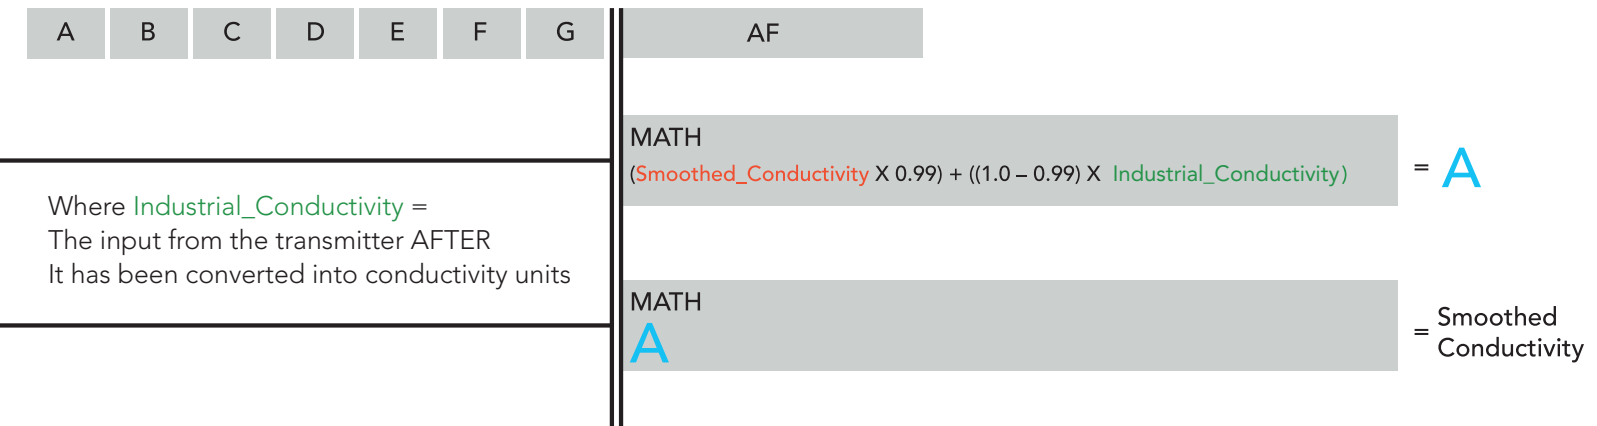 A B C D E F G AF
MATH
(Smoothed_Conductivity X 0.99) + ((1.0 – 0.99) X Industrial_Conductivity)
= A
Where Industrial_Conductivity =
The input from the transmitter AFTER
It has been converted into conductivity units
MATH
A
= Smoothed
Conductivity